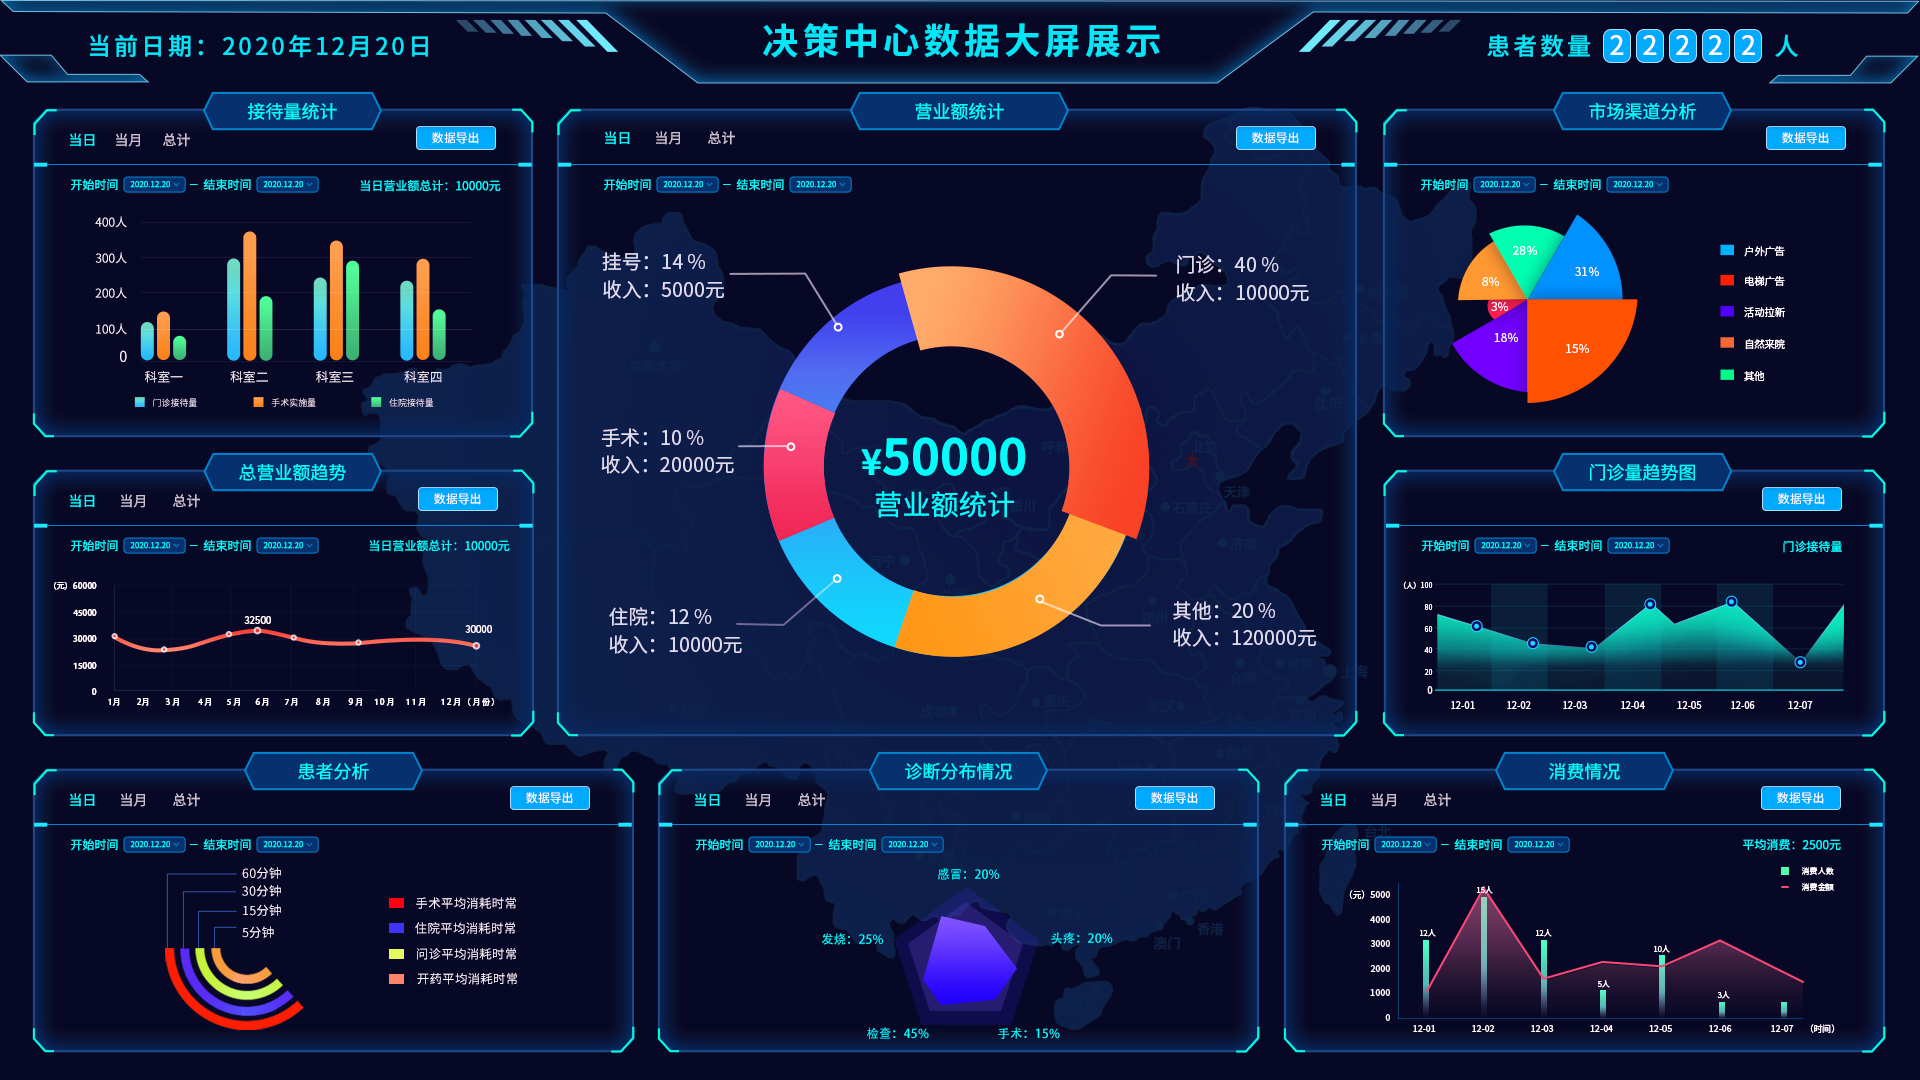 当前日期：2020年12月20日
决策中心数据大屏展示
患者数量 2 2 2 2 2 人
接待量统计
当日 当月 总计
数据导出
开始时间 2020.12.20 — 结束时间 2020.12.20
当日营业额总计：10000元
400人
300人
200人
100人
0
科室一 科室二 科室三 科室四
门诊接待量 手术实施量 住院接待量
营业额统计
当日 当月 总计
数据导出
开始时间 2020.12.20 — 结束时间 2020.12.20
挂号：14 %
收入：5000元
门诊：40 %
收入：10000元
手术：10 %
收入：20000元
¥50000
营业额统计
住院：12 %
收入：10000元
其他：20 %
收入：120000元
北京
天津
石家庄
济南
沈阳
上海
重庆
成都
武汉
银川
西宁
台北
香港
澳门
市场渠道分析
数据导出
开始时间 2020.12.20 — 结束时间 2020.12.20
28%
31%
8%
3%
18%
15%
户外广告
电梯广告
活动拉新
自然来院
其他
总营业额趋势
当日 当月 总计
数据导出
开始时间 2020.12.20 — 结束时间 2020.12.20
当日营业额总计：10000元
（元）60000
45000
30000
15000
0
32500
30000
1月 2月 3月 4月 5月 6月 7月 8月 9月 10月 11月 12月（月份）
门诊量趋势图
数据导出
开始时间 2020.12.20 — 结束时间 2020.12.20
门诊接待量
（人）100
80
60
40
20
0
12-01 12-02 12-03 12-04 12-05 12-06 12-07
患者分析
当日 当月 总计
数据导出
开始时间 2020.12.20 — 结束时间 2020.12.20
60分钟
30分钟
15分钟
5分钟
手术平均消耗时常
住院平均消耗时常
问诊平均消耗时常
开药平均消耗时常
诊断分布情况
当日 当月 总计
数据导出
开始时间 2020.12.20 — 结束时间 2020.12.20
感冒：20%
发烧：25%
头疼：20%
检查：45%
手术：15%
消费情况
当日 当月 总计
数据导出
开始时间 2020.12.20 — 结束时间 2020.12.20
平均消费：2500元
消费人数
消费金额
（元）5000
4000
3000
2000
1000
0
12人
15人
12人
5人
10人
3人
12-01 12-02 12-03 12-04 12-05 12-06 12-07 （时间）